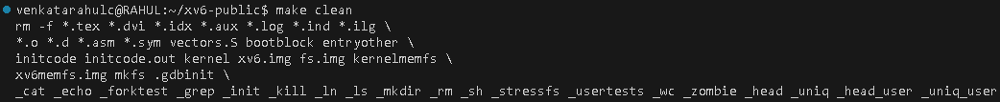 venkatarahulc@RAHUL:~/xv6-public$ make clean
rm -f *.tex *.dvi *.idx *.aux *.log *.ind *.ilg \
*.o *.d *.asm *.sym vectors.S bootblock entryother \
initcode initcode.out kernel xv6.img fs.img kernelmemfs \
xv6memfs.img mkfs .gdbinit \
_cat _echo _forktest _grep _init _kill _ln _ls _mkdir _rm _sh _stressfs _usertests _wc _zombie _head _uniq _head_user _uniq_user